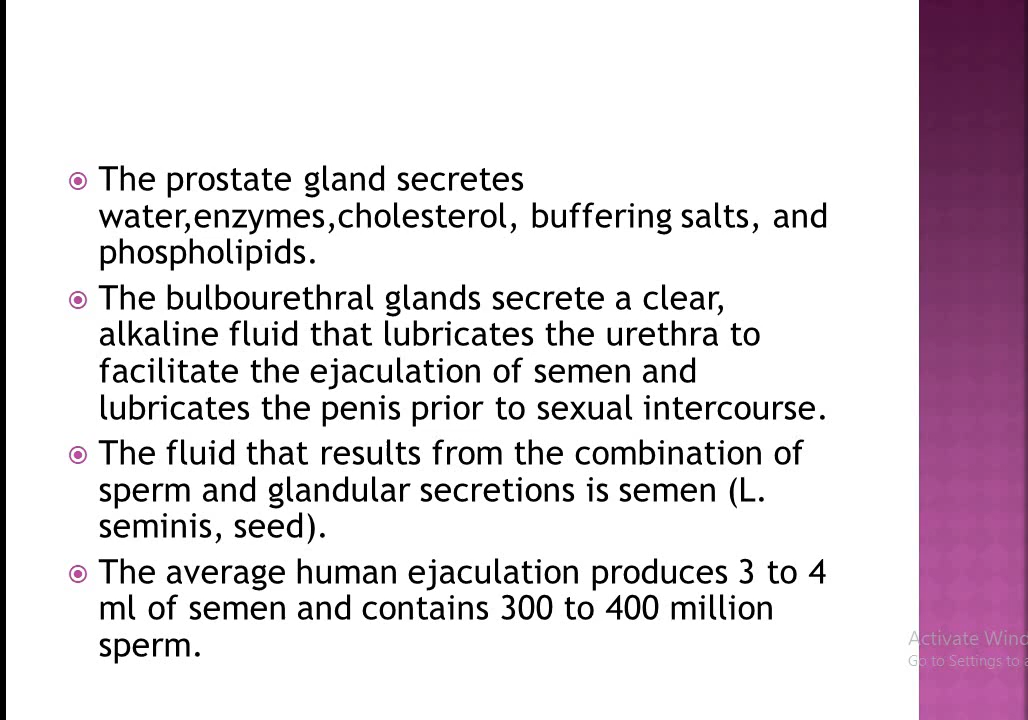 The prostate gland secretes
water,enzymes,cholesterol, buffering salts, and
phospholipids.
The bulbourethral glands secrete a clear,
alkaline fluid that lubricates the urethra to
facilitate the ejaculation of semen and
lubricates the penis prior to sexual intercourse.
The fluid that results from the combination of
sperm and glandular secretions is semen (L.
seminis, seed).
The average human ejaculation produces 3 to 4
ml of semen and contains 300 to 400 million
sperm.
Activate Wind
Go to Settings to a